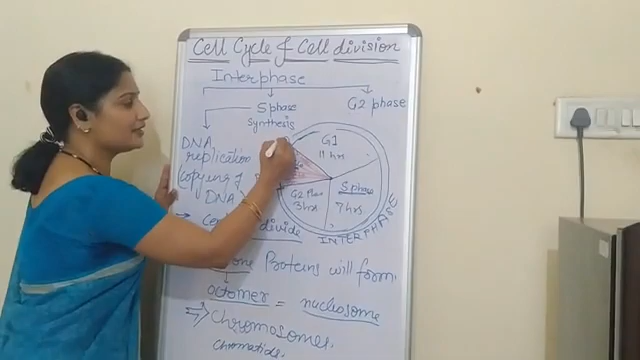 Cell Cycle & Cell division
Interphase
S phase
synthesis
G2 phase
DNA
replication
copying of
DNA
G1
11 hrs
S phase
7 hrs
G2 Phase
3 hrs
INTERPHASE
divide
Proteins will form.
octomer = nucleosome
Chromosomes.
Chromatids.